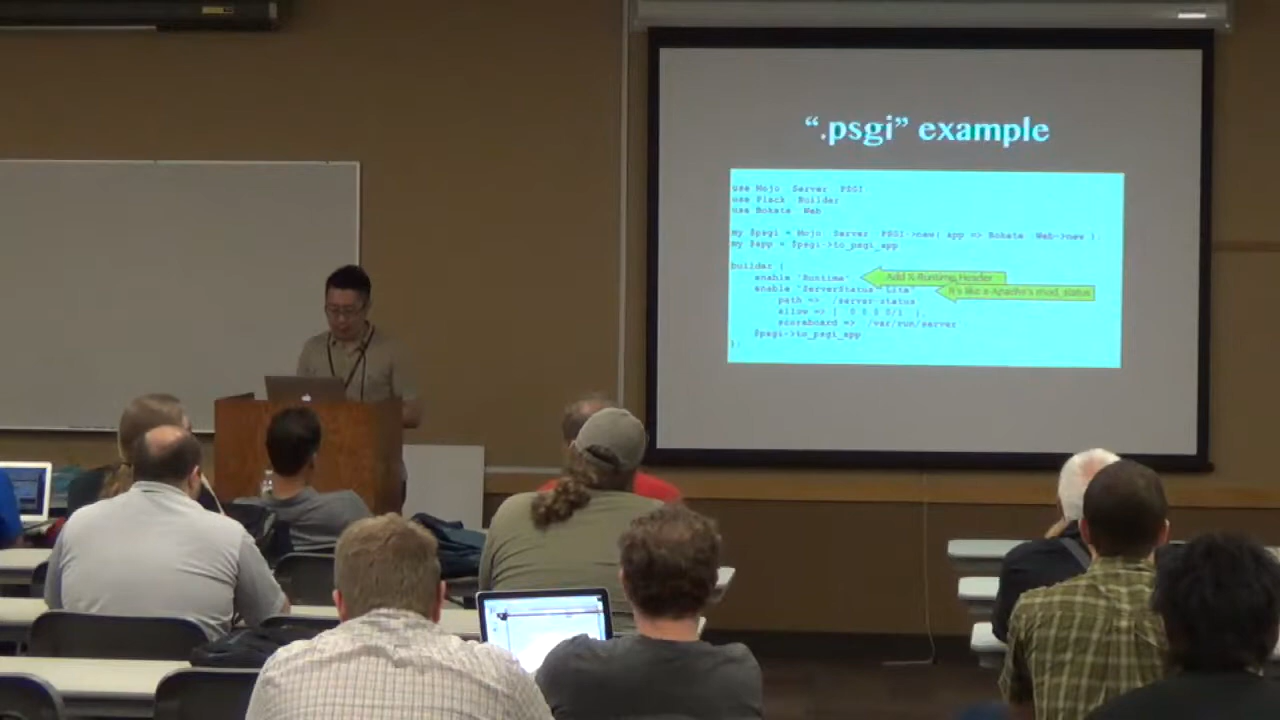 “.psgi” example
use Mojo Server PSGI
use Plack Builder
use Bokete Web
my $psgi = Mojo Server PSGI->new( app => Bokete Web->new );
my $app = $psgi->to_psgi_app
builder {
enable 'Runtime' Add X-Runtime Header
enable "ServerStatus Lite" It's like a Apache's mod_status
path => /server-status
allow => [ 0 0 0 0/1 ],
scoreboard => /var/run/server
$psgi->to_psgi_app
};